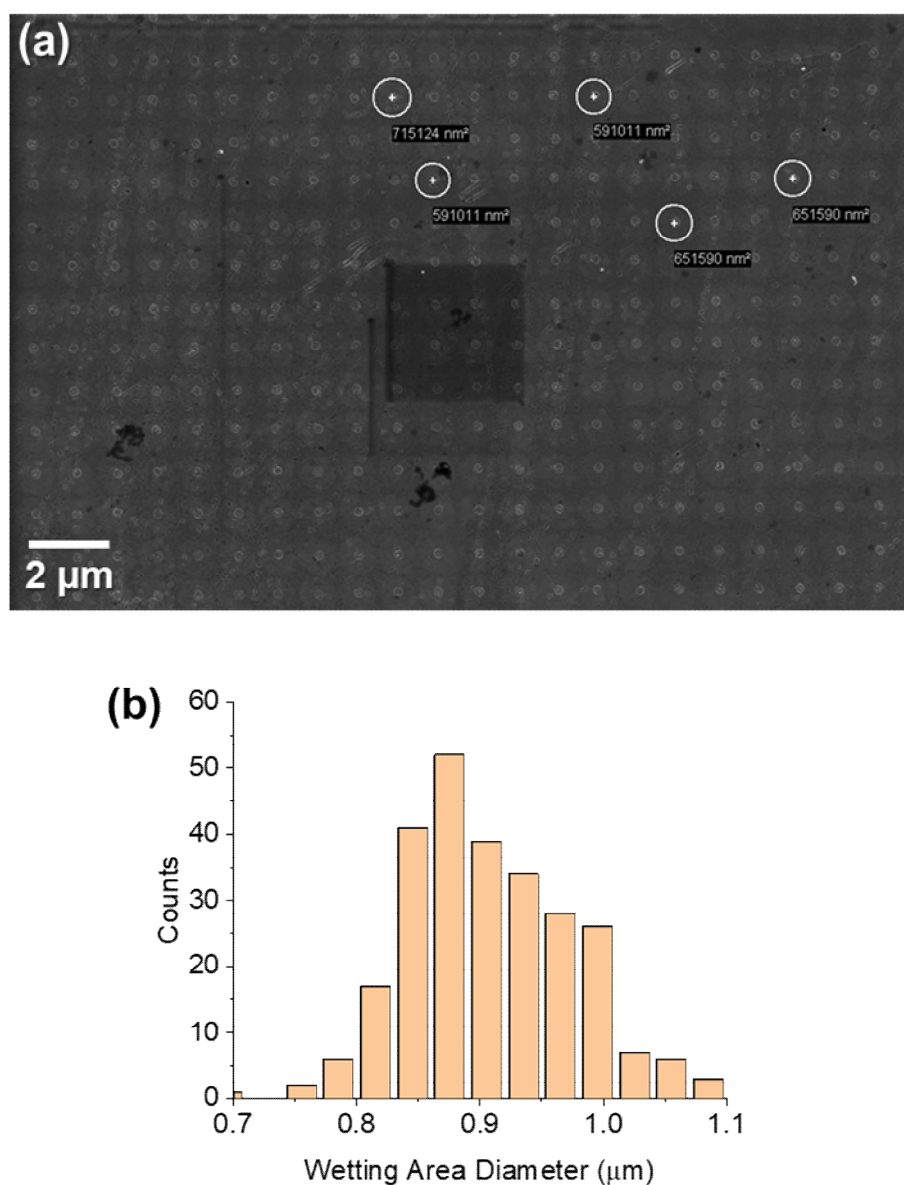 (a)
715124 nm²
591011 nm²
591011 nm²
651590 nm²
651590 nm²
2 µm
(b)
60
50
40
30
20
10
0
0.7 0.8 0.9 1.0 1.1
Counts
Wetting Area Diameter (µm)